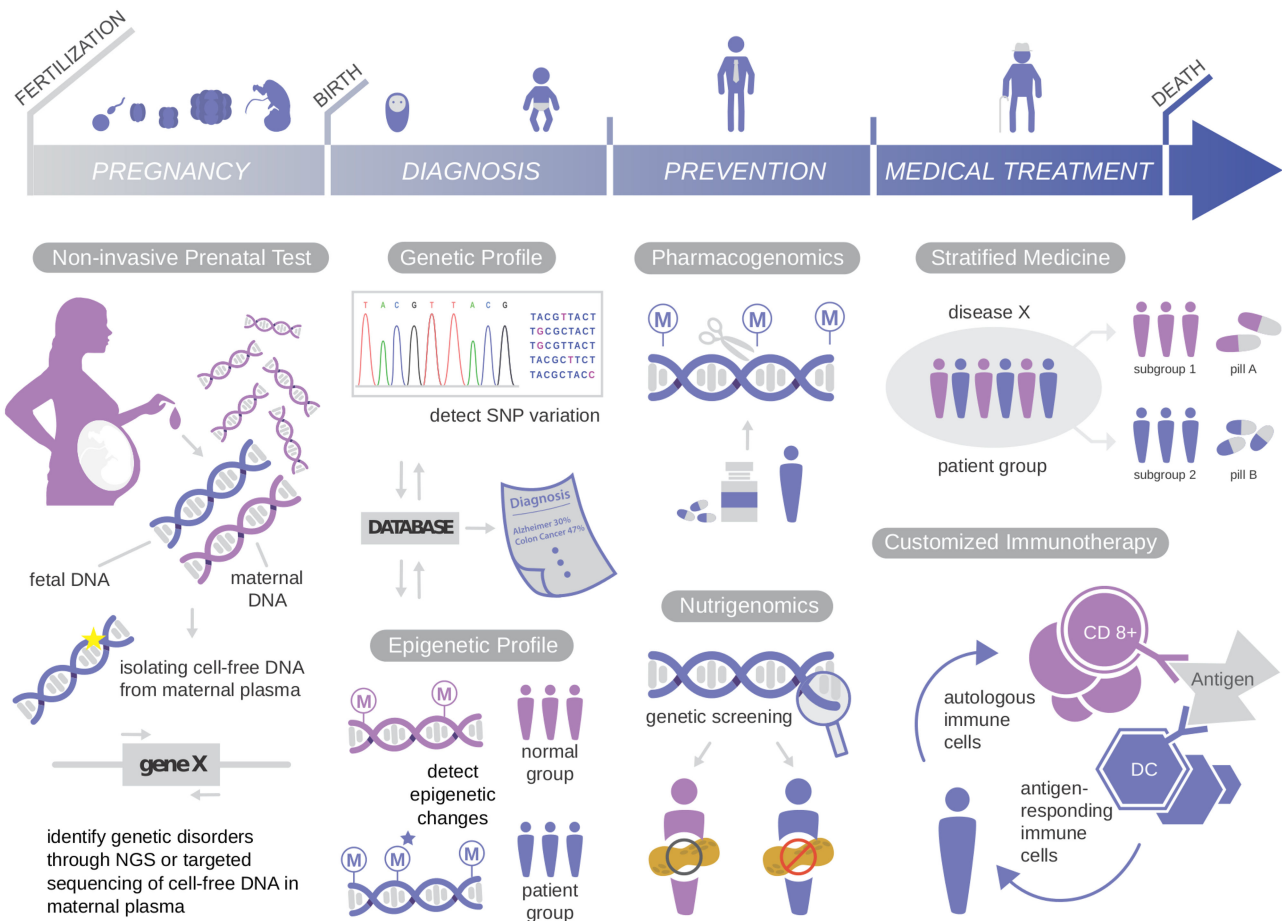 FERTILIZATION
BIRTH
DEATH
PREGNANCY
DIAGNOSIS
PREVENTION
MEDICAL TREATMENT
Non-invasive Prenatal Test
fetal DNA
maternal
DNA
isolating cell-free DNA
from maternal plasma
gene X
identify genetic disorders
through NGS or targeted
sequencing of cell-free DNA in
maternal plasma
Genetic Profile
T A C G T T A C G
TACGTTACT
TGCGCTACT
TGCGTTACT
TACGCTTCT
TACGCTACC
detect SNP variation
DATABASE
Diagnosis
Alzheimer 30%
Colon Cancer 47%
Epigenetic Profile
M
M
normal
group
detect
epigenetic
changes
M
M
M
patient
group
Pharmacogenomics
M
M
M
Nutrigenomics
genetic screening
Stratified Medicine
disease X
patient group
subgroup 1
pill A
subgroup 2
pill B
Customized Immunotherapy
CD 8+
Antigen
autologous
immune
cells
DC
antigen-
responding
immune
cells